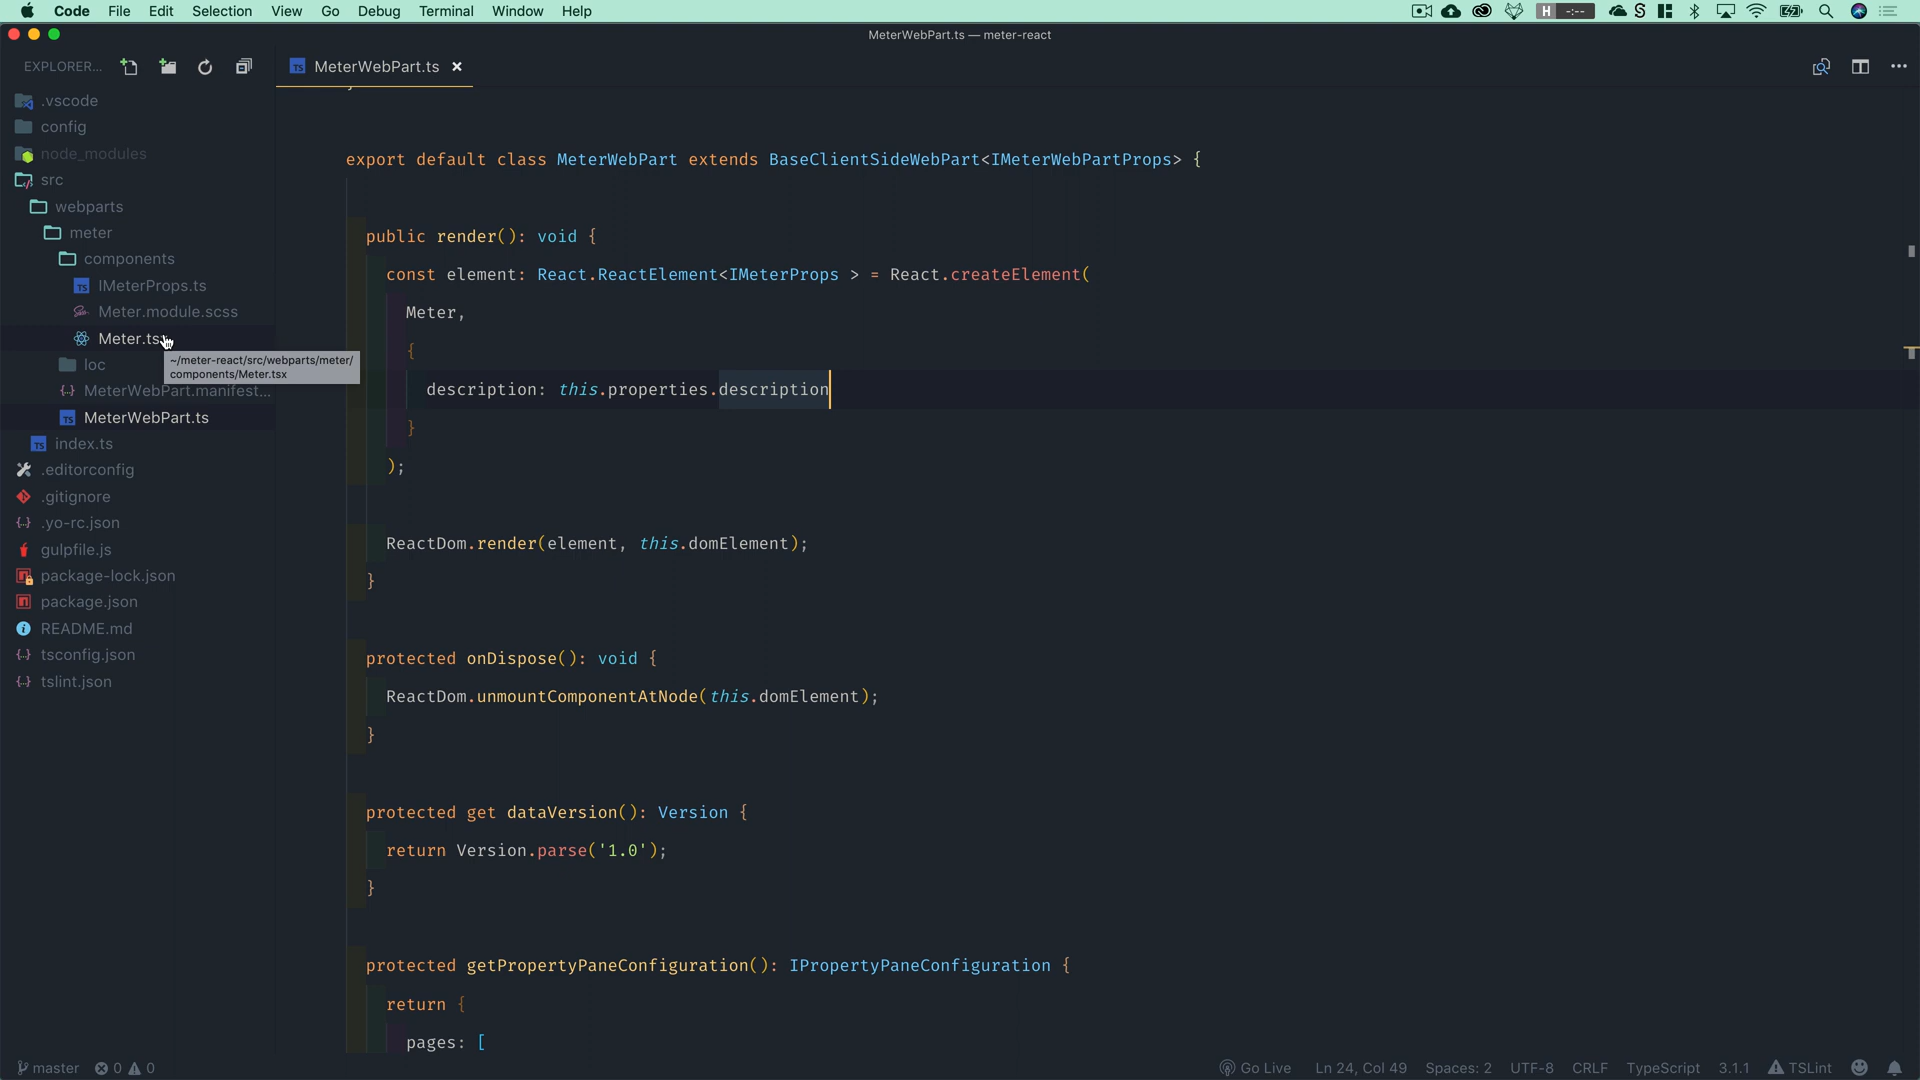 Code File Edit Selection View Go Debug Terminal Window Help
H -:--
MeterWebPart.ts — meter-react
EXPLORER...
MeterWebPart.ts
.vscode
config
node_modules
src
webparts
meter
components
IMeterProps.ts
Meter.module.scss
Meter.tsx
~/meter-react/src/webparts/meter/
components/Meter.tsx
loc
MeterWebPart.manifest...
MeterWebPart.ts
index.ts
.editorconfig
.gitignore
.yo-rc.json
gulpfile.js
package-lock.json
package.json
README.md
tsconfig.json
tslint.json
export default class MeterWebPart extends BaseClientSideWebPart<IMeterWebPartProps> {
public render(): void {
const element: React.ReactElement<IMeterProps > = React.createElement(
Meter,
{
description: this.properties.description
}
);
ReactDom.render(element, this.domElement);
}
protected onDispose(): void {
ReactDom.unmountComponentAtNode(this.domElement);
}
protected get dataVersion(): Version {
return Version.parse('1.0');
}
protected getPropertyPaneConfiguration(): IPropertyPaneConfiguration {
return {
pages: [
master 0 0 Go Live Ln 24, Col 49 Spaces: 2 UTF-8 CRLF TypeScript 3.1.1 TSLint